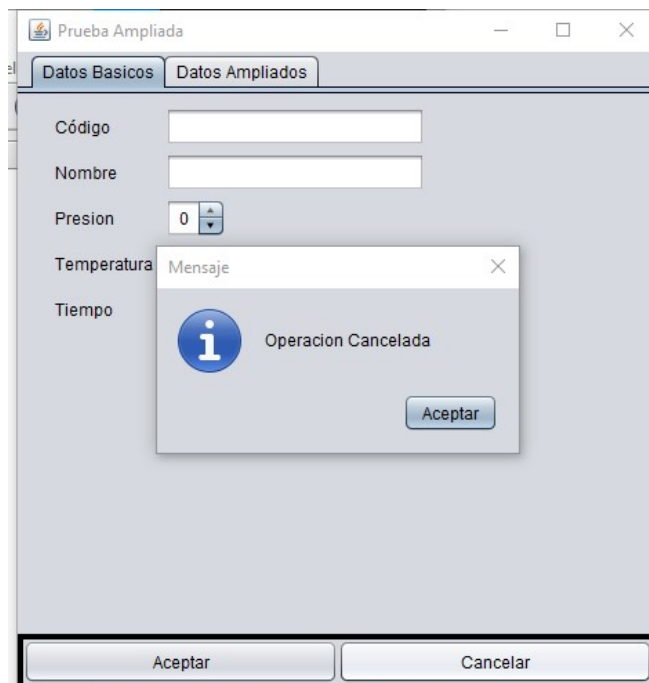 Prueba Ampliada
Datos Basicos Datos Ampliados
Código
Nombre
Presion 0
Temperatura
Mensaje
Tiempo
Operacion Cancelada
Aceptar
Aceptar Cancelar